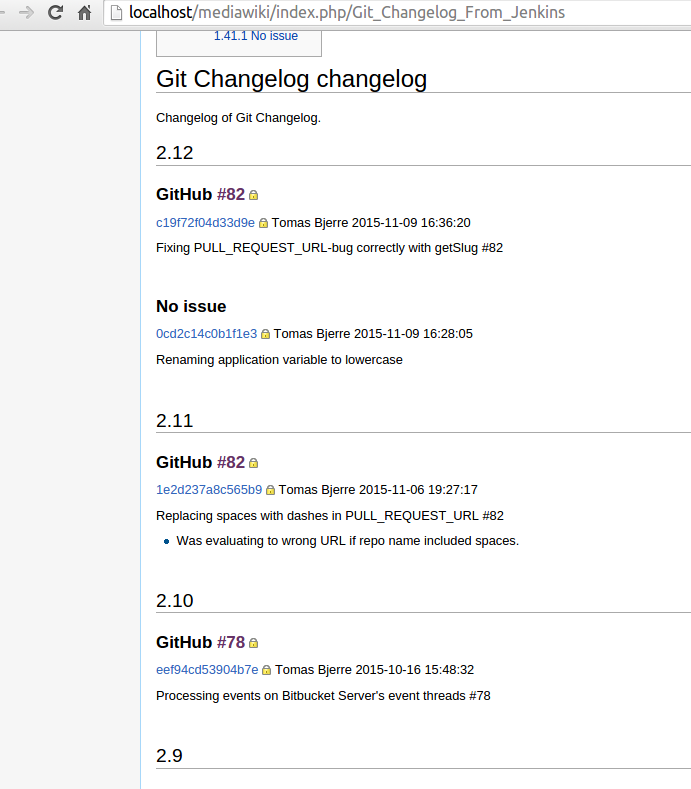 localhost/mediawiki/index.php/Git_Changelog_From_Jenkins
1.41.1 No issue
Git Changelog changelog
Changelog of Git Changelog.
2.12
GitHub #82
c19f72f04d33d9e Tomas Bjerre 2015-11-09 16:36:20
Fixing PULL_REQUEST_URL-bug correctly with getSlug #82
No issue
0cd2c14c0b1f1e3 Tomas Bjerre 2015-11-09 16:28:05
Renaming application variable to lowercase
2.11
GitHub #82
1e2d237a8c565b9 Tomas Bjerre 2015-11-06 19:27:17
Replacing spaces with dashes in PULL_REQUEST_URL #82
• Was evaluating to wrong URL if repo name included spaces.
2.10
GitHub #78
eef94cd53904b7e Tomas Bjerre 2015-10-16 15:48:32
Processing events on Bitbucket Server's event threads #78
2.9